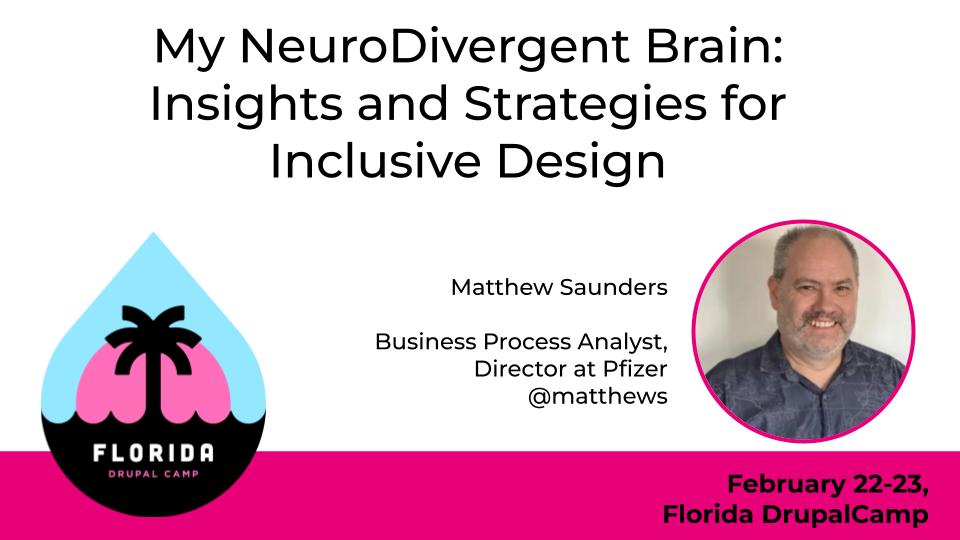 My NeuroDivergent Brain:
Insights and Strategies for
Inclusive Design
Matthew Saunders
Business Process Analyst,
Director at Pfizer
@matthews
FLORIDA
DRUPAL CAMP
February 22-23,
Florida DrupalCamp